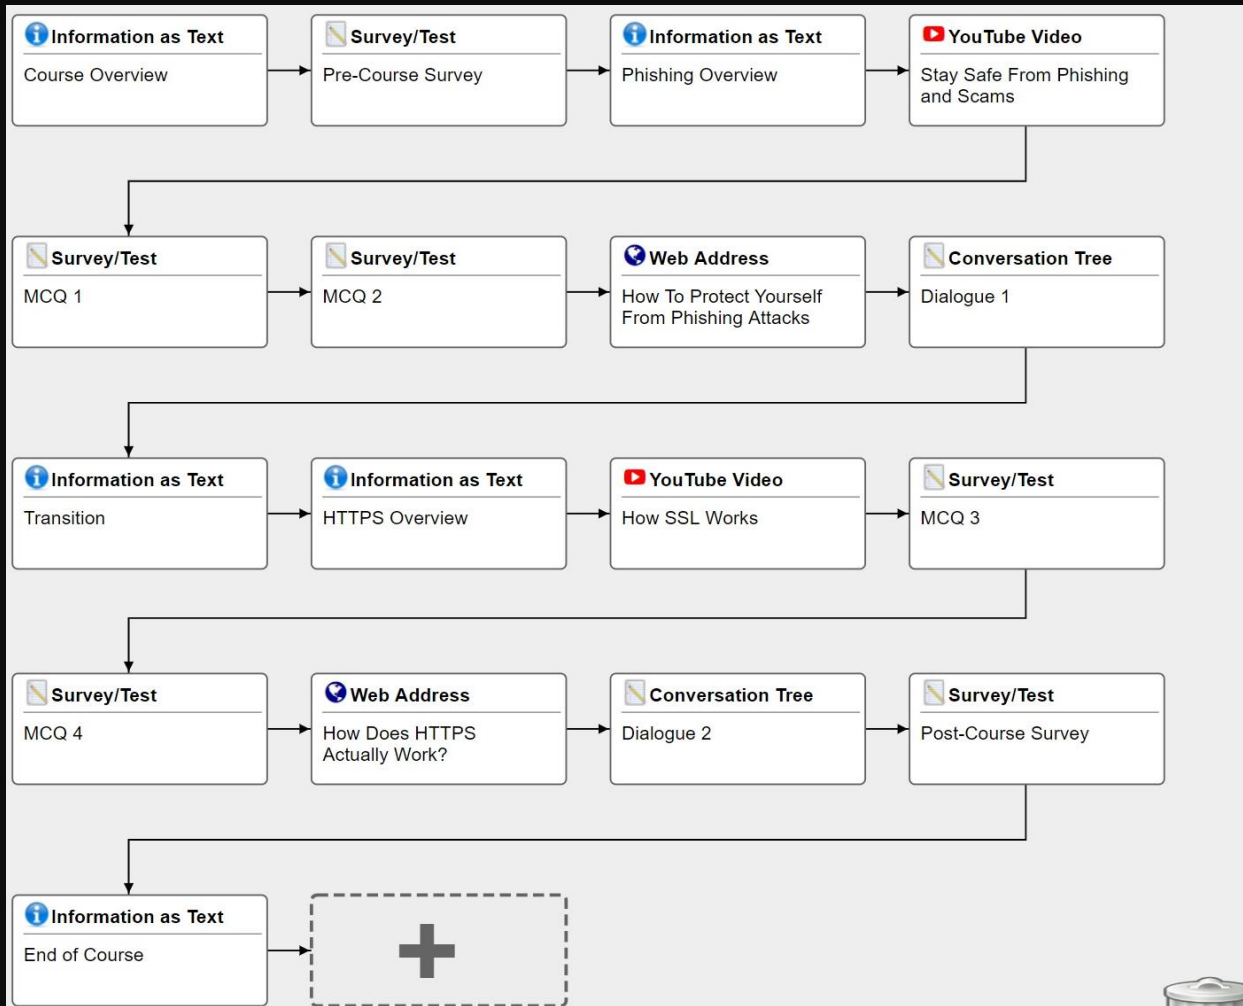 Information as Text
Course Overview
Survey/Test
Pre-Course Survey
Information as Text
Phishing Overview
YouTube Video
Stay Safe From Phishing
and Scams
Survey/Test
MCQ 1
Survey/Test
MCQ 2
Web Address
How To Protect Yourself
From Phishing Attacks
Conversation Tree
Dialogue 1
Information as Text
Transition
Information as Text
HTTPS Overview
YouTube Video
How SSL Works
Survey/Test
MCQ 3
Survey/Test
MCQ 4
Web Address
How Does HTTPS
Actually Work?
Conversation Tree
Dialogue 2
Survey/Test
Post-Course Survey
Information as Text
End of Course